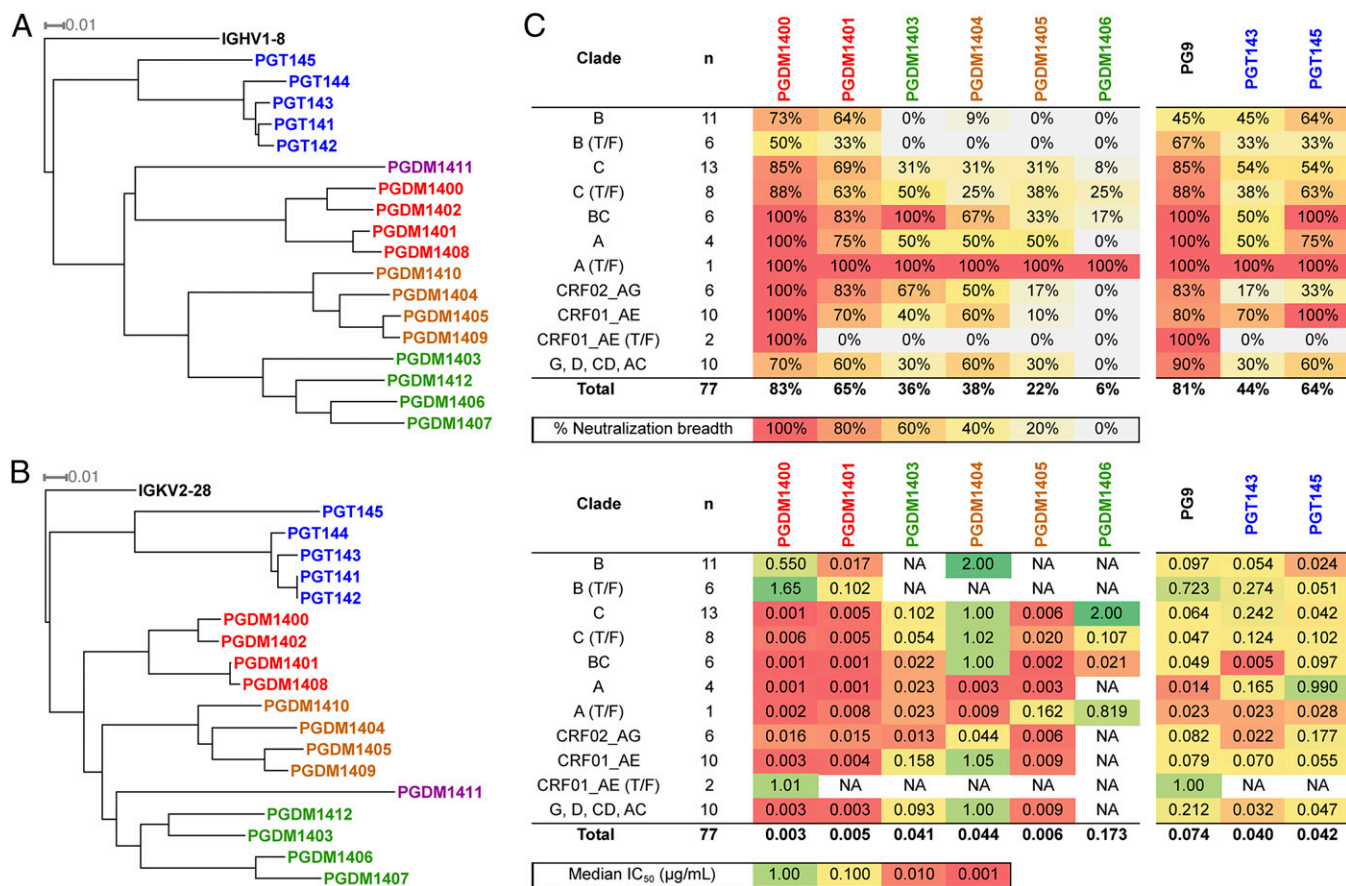 A
0.01
IGHV1-8
PGT145
PGT144
PGT143
PGT141
PGT142
PGDM1411
PGDM1400
PGDM1402
PGDM1401
PGDM1408
PGDM1410
PGDM1404
PGDM1405
PGDM1409
PGDM1403
PGDM1412
PGDM1406
PGDM1407
B
0.01
IGKV2-28
PGT145
PGT144
PGT143
PGT141
PGT142
PGDM1400
PGDM1402
PGDM1401
PGDM1408
PGDM1410
PGDM1404
PGDM1405
PGDM1409
PGDM1411
PGDM1412
PGDM1403
PGDM1406
PGDM1407
C
Clade n PGDM1400 PGDM1401 PGDM1403 PGDM1404 PGDM1405 PGDM1406 PG9 PGT143 PGT145
B 11 73% 64% 0% 9% 0% 0% 45% 45% 64%
B (T/F) 6 50% 33% 0% 0% 0% 0% 67% 33% 33%
C 13 85% 69% 31% 31% 31% 8% 85% 54% 54%
C (T/F) 8 88% 63% 50% 25% 38% 25% 88% 38% 63%
BC 6 100% 83% 100% 67% 33% 17% 100% 50% 100%
A 4 100% 75% 50% 50% 50% 0% 100% 50% 75%
A (T/F) 1 100% 100% 100% 100% 100% 100% 100% 100% 100%
CRF02_AG 6 100% 83% 67% 50% 17% 0% 83% 17% 33%
CRF01_AE 10 100% 70% 40% 60% 10% 0% 80% 70% 100%
CRF01_AE (T/F) 2 100% 0% 0% 0% 0% 0% 100% 0% 0%
G, D, CD, AC 10 70% 60% 30% 60% 30% 0% 90% 30% 60%
Total 77 83% 65% 36% 38% 22% 6% 81% 44% 64%
% Neutralization breadth 100% 80% 60% 40% 20% 0%
Clade n PGDM1400 PGDM1401 PGDM1403 PGDM1404 PGDM1405 PGDM1406 PG9 PGT143 PGT145
B 11 0.550 0.017 NA 2.00 NA NA 0.097 0.054 0.024
B (T/F) 6 1.65 0.102 NA NA NA NA 0.723 0.274 0.051
C 13 0.001 0.005 0.102 1.00 0.006 2.00 0.064 0.242 0.042
C (T/F) 8 0.006 0.005 0.054 1.02 0.020 0.107 0.047 0.124 0.102
BC 6 0.001 0.001 0.022 1.00 0.002 0.021 0.049 0.005 0.097
A 4 0.001 0.001 0.023 0.003 0.003 NA 0.014 0.165 0.990
A (T/F) 1 0.002 0.008 0.023 0.009 0.162 0.819 0.023 0.023 0.028
CRF02_AG 6 0.016 0.015 0.013 0.044 0.006 NA 0.082 0.022 0.177
CRF01_AE 10 0.003 0.004 0.158 1.05 0.009 NA 0.079 0.070 0.055
CRF01_AE (T/F) 2 1.01 NA NA NA NA NA 1.00 NA NA
G, D, CD, AC 10 0.003 0.003 0.093 1.00 0.009 NA 0.212 0.032 0.047
Total 77 0.003 0.005 0.041 0.044 0.006 0.173 0.074 0.040 0.042
Median IC50 (µg/mL) 1.00 0.100 0.010 0.001